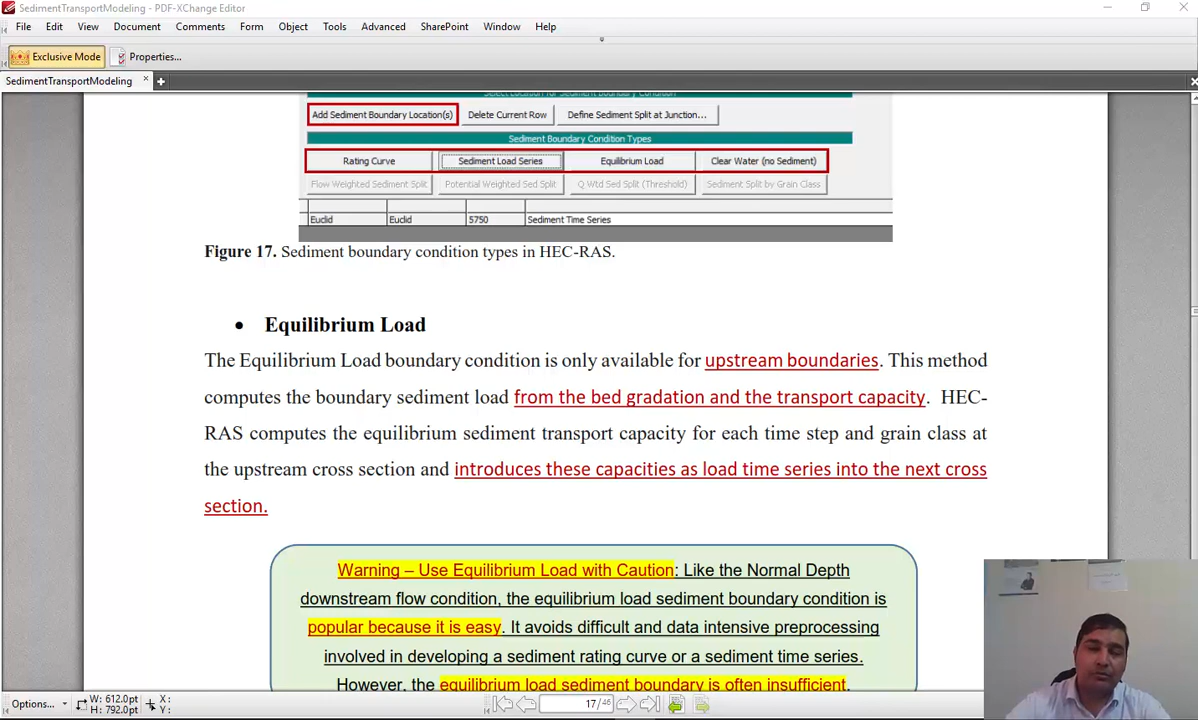 SedimentTransportModeling - PDF-XChange Editor
File Edit View Document Comments Form Object Tools Advanced SharePoint Window Help
Exclusive Mode Properties...
SedimentTransportModeling
Select Location for Sediment Boundary Condition
Add Sediment Boundary Location(s) Delete Current Row Define Sediment Split at Junction...
Sediment Boundary Condition Types
Rating Curve Sediment Load Series Equilibrium Load Clear Water (no Sediment)
Flow Weighted Sediment Split Potential Weighted Sed Split Q Wtd Sed Split (Threshold) Sediment Split by Grain Class
Euclid Euclid 5750 Sediment Time Series
Figure 17. Sediment boundary condition types in HEC-RAS.
• Equilibrium Load
The Equilibrium Load boundary condition is only available for upstream boundaries. This method
computes the boundary sediment load from the bed gradation and the transport capacity. HEC-
RAS computes the equilibrium sediment transport capacity for each time step and grain class at
the upstream cross section and introduces these capacities as load time series into the next cross
section.
Warning – Use Equilibrium Load with Caution: Like the Normal Depth
downstream flow condition, the equilibrium load sediment boundary condition is
popular because it is easy. It avoids difficult and data intensive preprocessing
involved in developing a sediment rating curve or a sediment time series.
However, the equilibrium load sediment boundary is often insufficient.
Options... W: 612.0pt X:
H: 792.0pt Y:
17 / 46